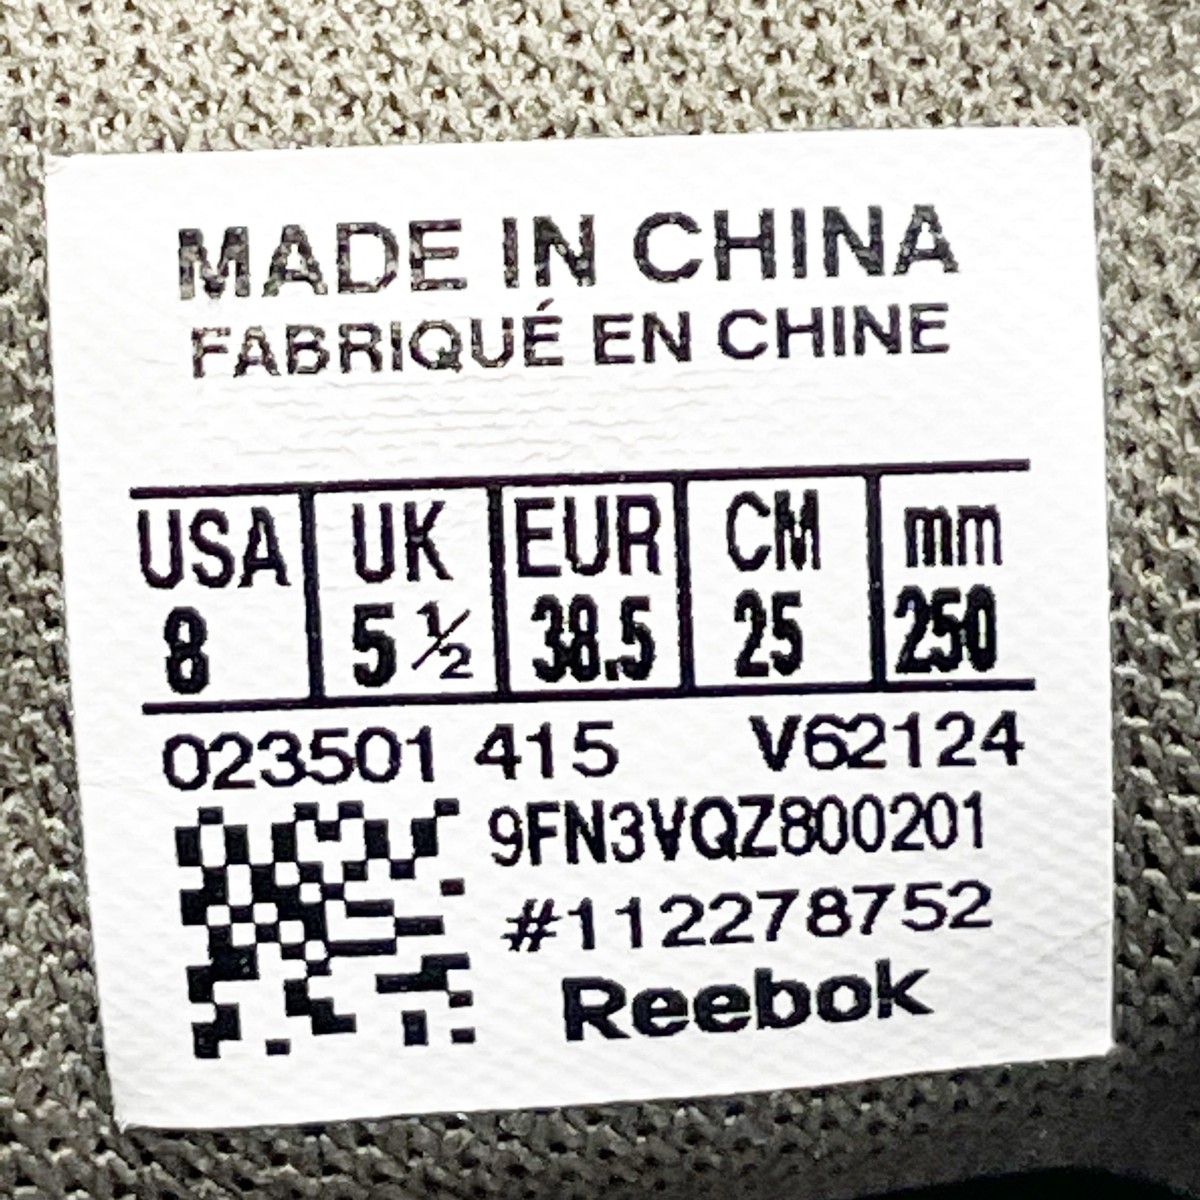 MADE IN CHINA
FABRIQUÉ EN CHINE
USA UK EUR CM mm
8 5 ½ 38.5 25 250
023501 415 V62124
9FN3VQZ800201
#112278752
Reebok